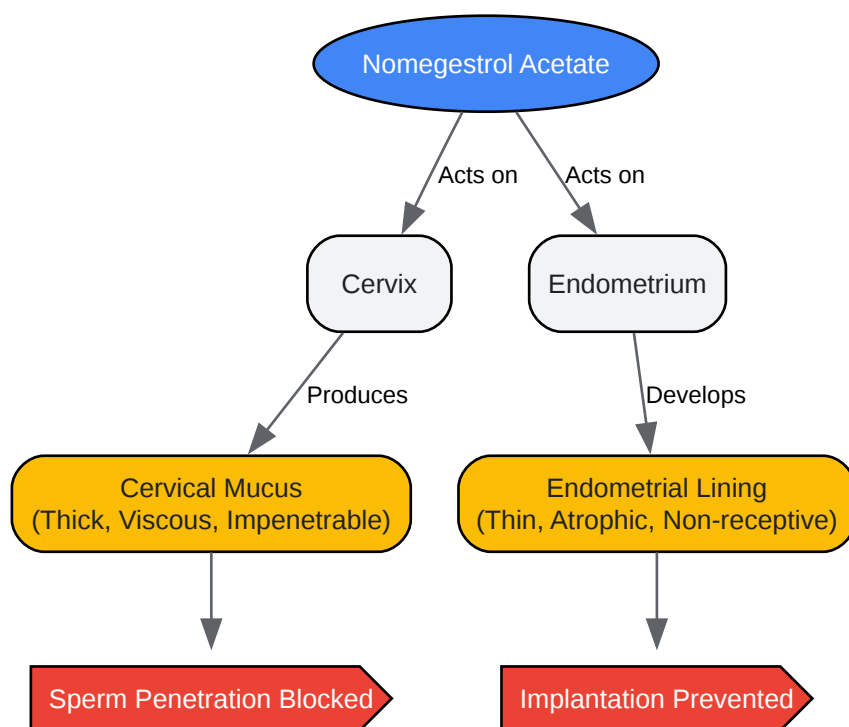 Nomegestrol Acetate
Acts on
Acts on
Cervix
Endometrium
Produces
Develops
Cervical Mucus
(Thick, Viscous, Impenetrable)
Endometrial Lining
(Thin, Atrophic, Non-receptive)
Sperm Penetration Blocked
Implantation Prevented